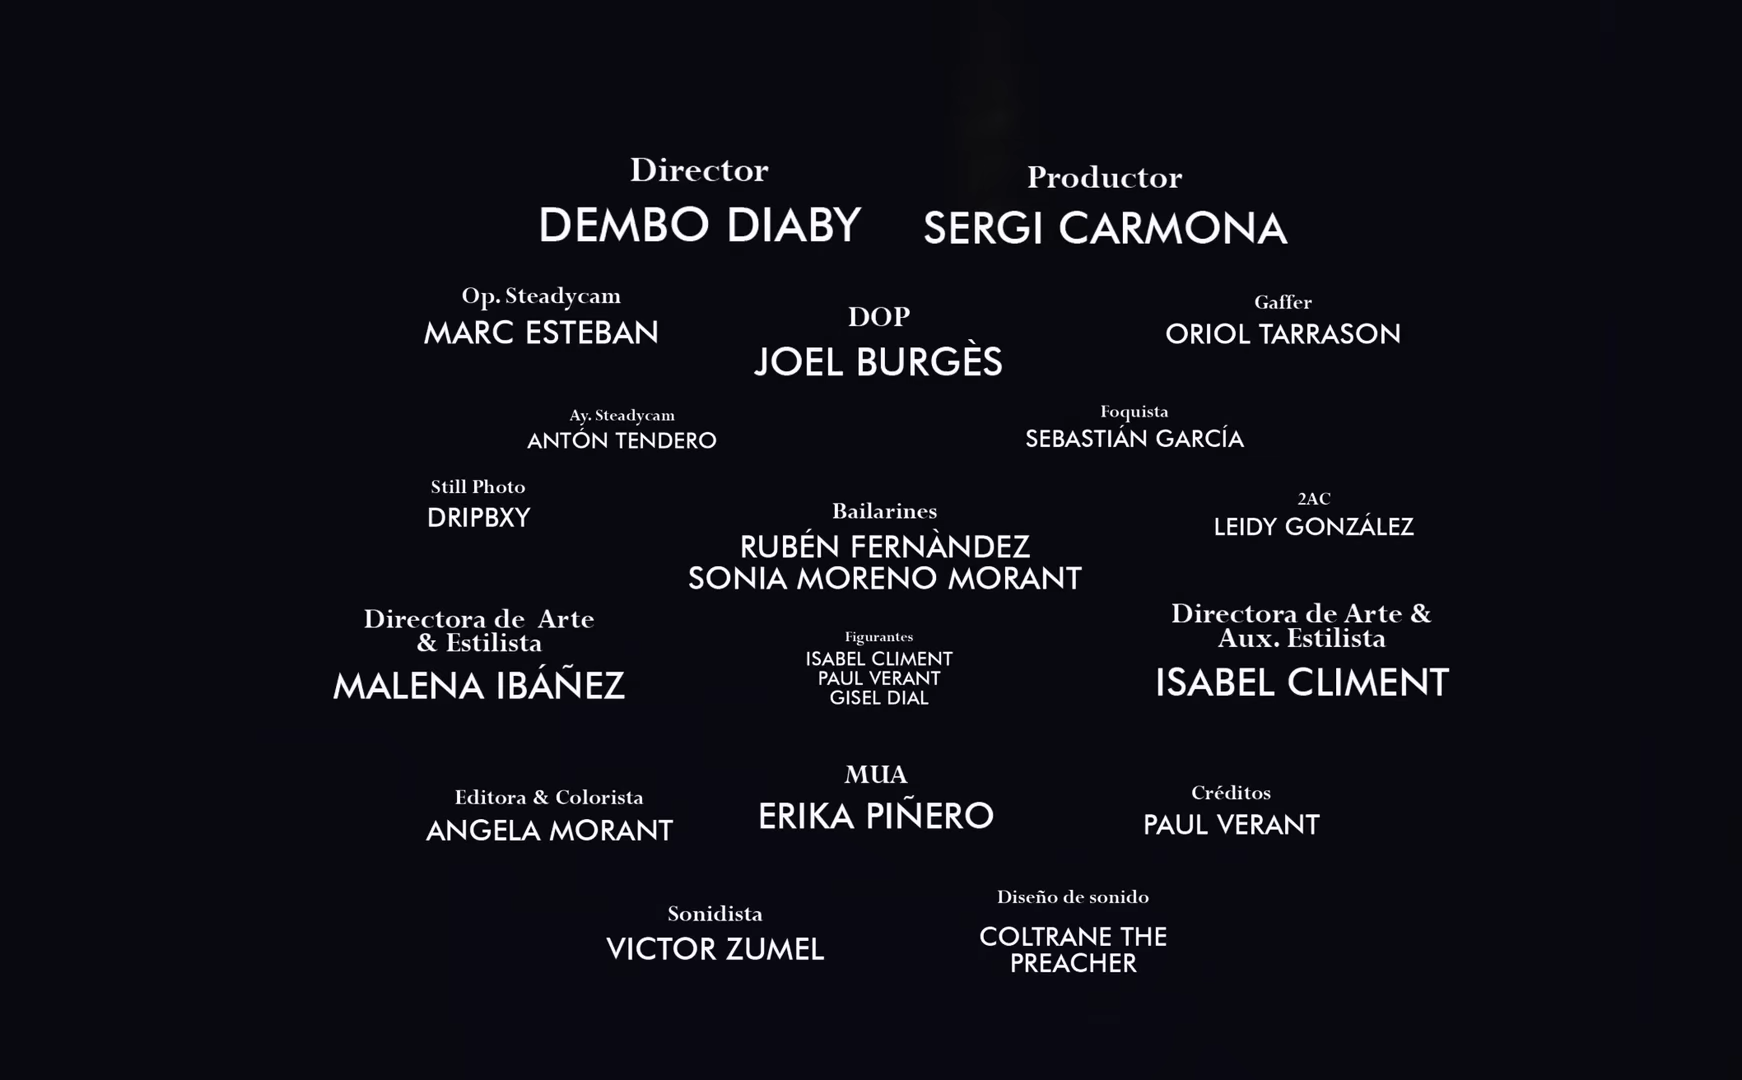 Director
DEMBO DIABY
Productor
SERGI CARMONA
Op. Steadycam
MARC ESTEBAN
DOP
JOEL BURGÈS
Gaffer
ORIOL TARRASON
Ay. Steadycam
ANTÓN TENDERO
Foquista
SEBASTIÁN GARCÍA
Still Photo
DRIPBXY
Bailarines
RUBÉN FERNÀNDEZ
SONIA MORENO MORANT
2AC
LEIDY GONZÁLEZ
Directora de Arte
& Estilista
MALENA IBÁÑEZ
Figurantes
ISABEL CLIMENT
PAUL VERANT
GISEL DIAL
Directora de Arte &
Aux. Estilista
ISABEL CLIMENT
Editora & Colorista
ANGELA MORANT
MUA
ERIKA PIÑERO
Créditos
PAUL VERANT
Sonidista
VICTOR ZUMEL
Diseño de sonido
COLTRANE THE
PREACHER